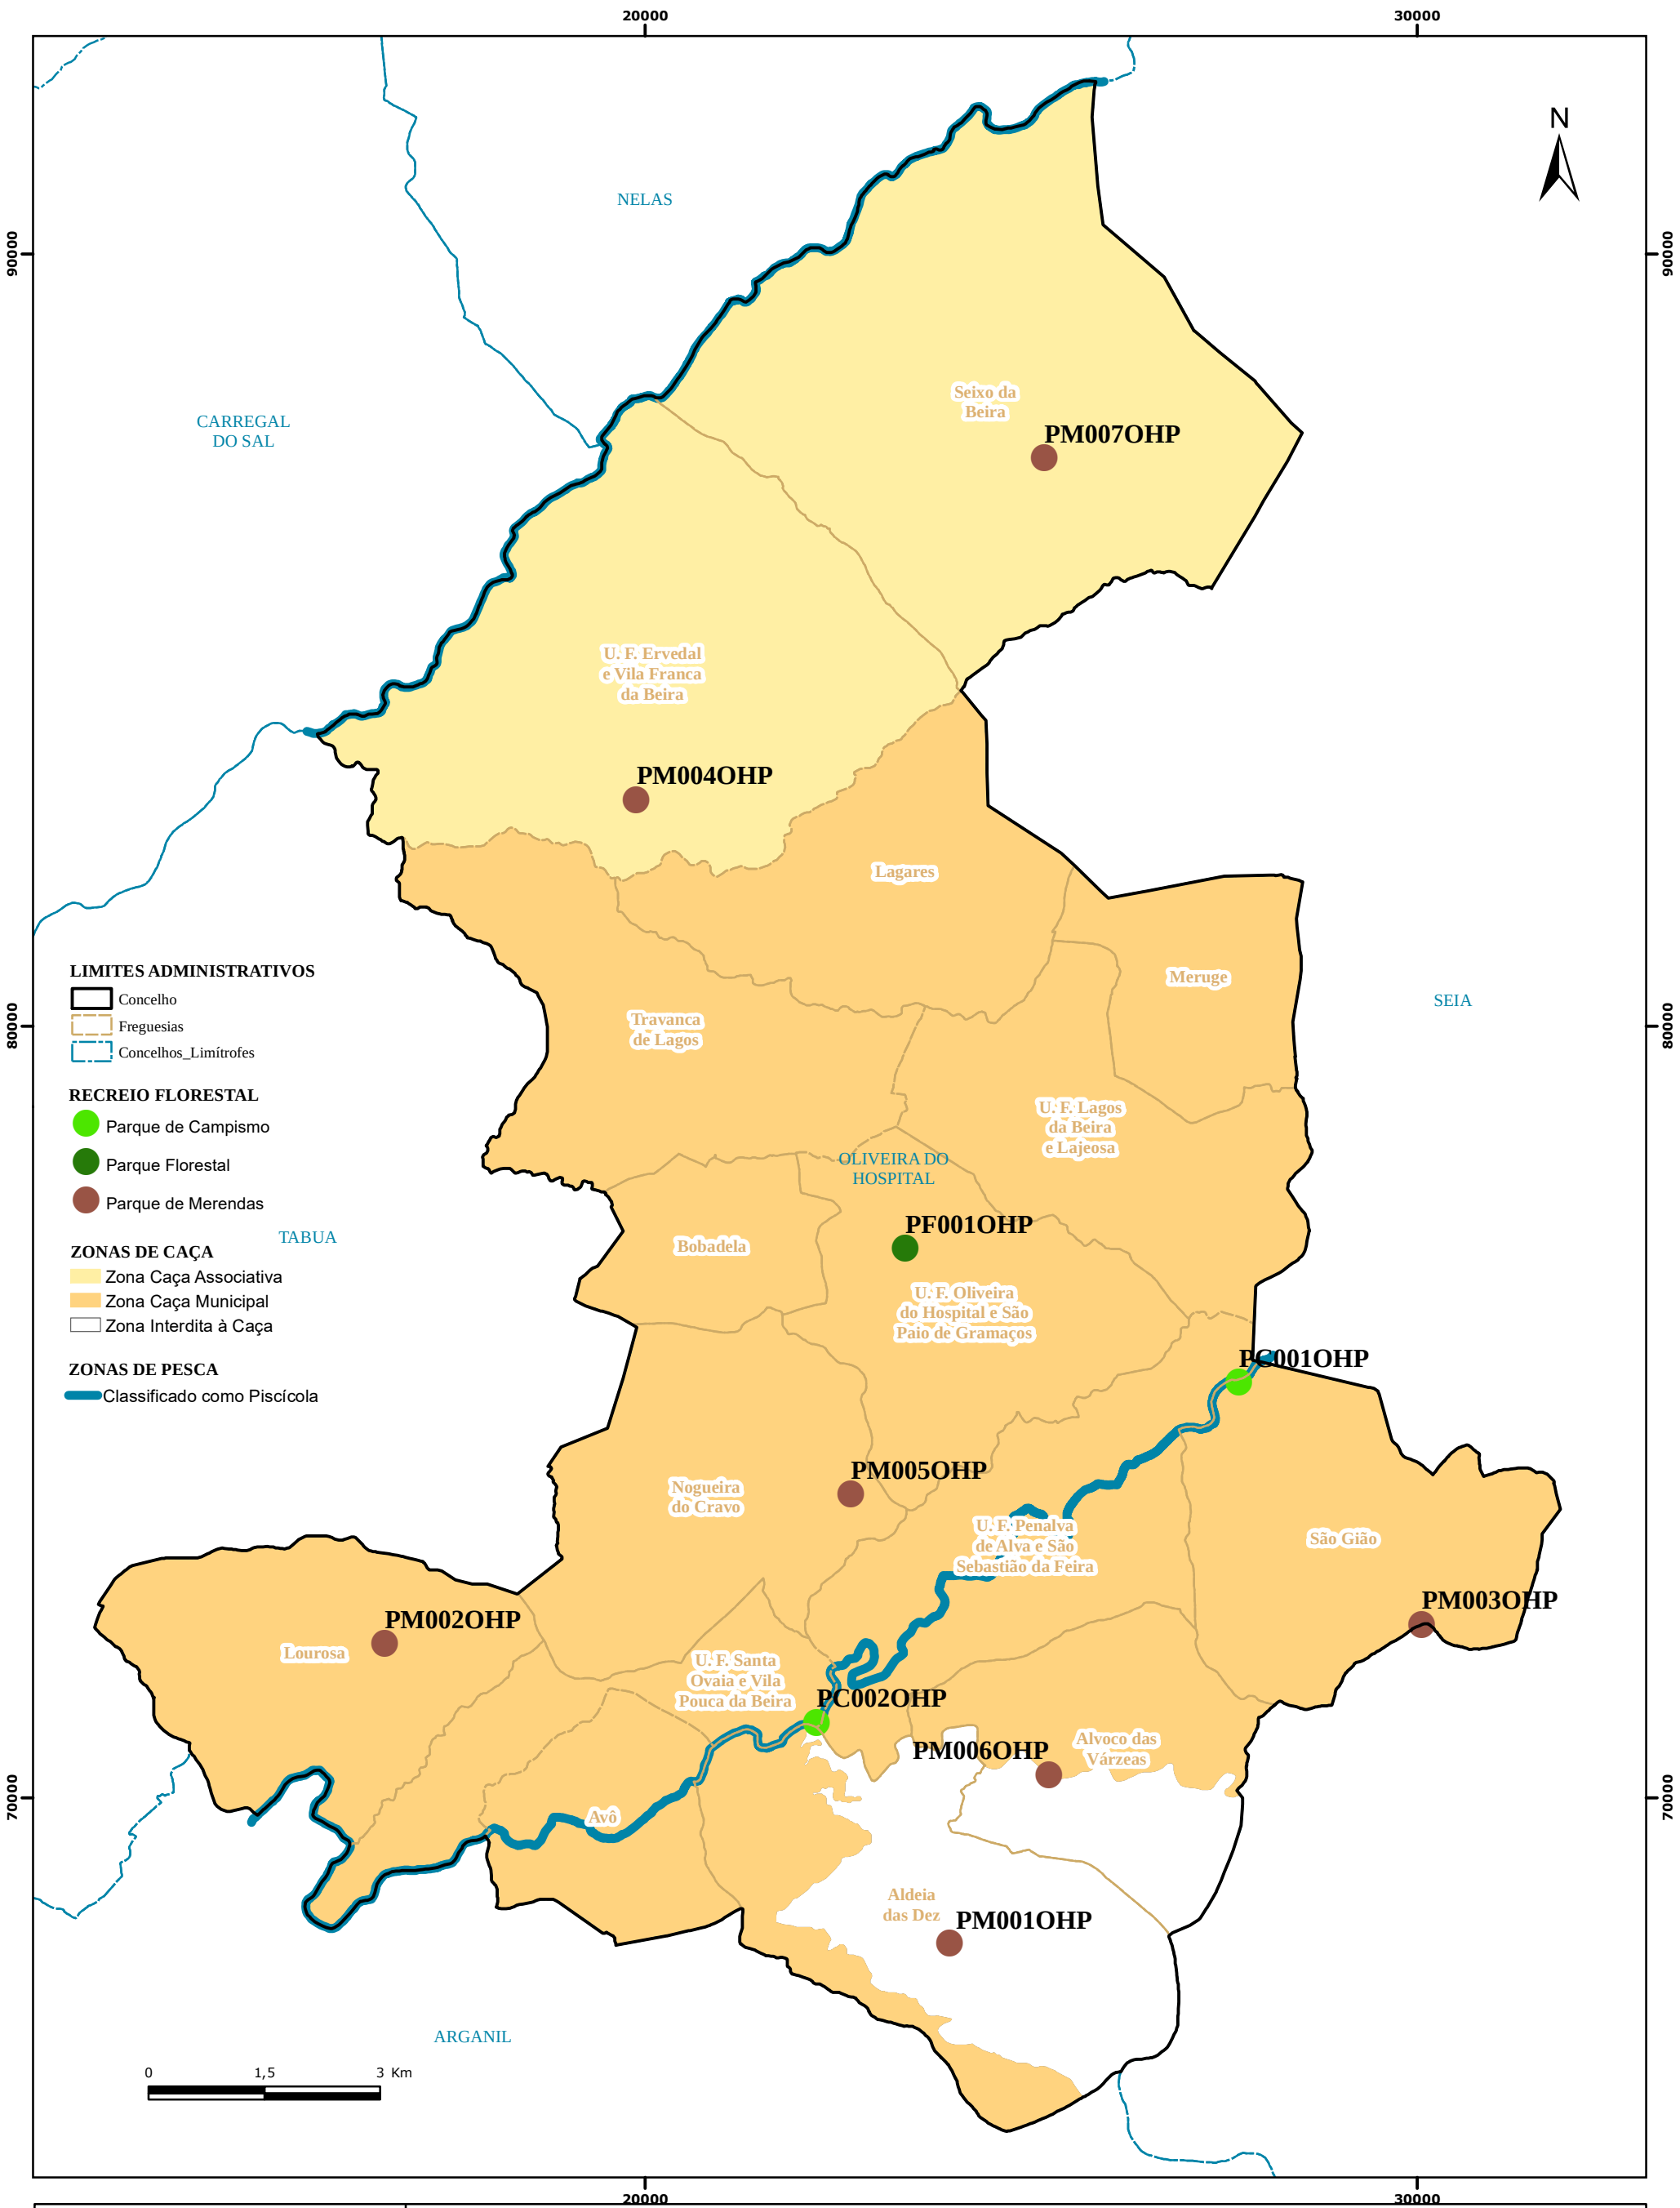 20000
30000
N
NELAS
90000
90000
CARREGAL
DO SAL
Seixo da
Beira
PM007OHP
U. F. Ervedal
e Vila Franca
da Beira
PM004OHP
Lagares
Meruge
SEIA
Travanca
de Lagos
80000
80000
LIMITES ADMINISTRATIVOS
Concelho
Freguesias
Concelhos_Limítrofes
RECREIO FLORESTAL
Parque de Campismo
Parque Florestal
Parque de Merendas
TABUA
ZONAS DE CAÇA
Zona Caça Associativa
Zona Caça Municipal
Zona Interdita à Caça
ZONAS DE PESCA
Classificado como Piscícola
U. F. Lagos
da Beira
e Lajeosa
OLIVEIRA DO
HOSPITAL
PF001OHP
Bobadela
U. F. Oliveira
do Hospital e São
Paio de Gramaços
PC001OHP
PM005OHP
Nogueira
do Cravo
U. F. Penalva
de Alva e São
Sebastião da Feira
São Gião
PM003OHP
PM002OHP
Lourosa
U. F. Santa
Ovaia e Vila
Pouca da Beira
PC002OHP
PM006OHP
Alvoco das
Várzeas
70000
70000
Avô
Aldeia
das Dez
PM001OHP
ARGANIL
0 1,5 3 Km
20000
30000